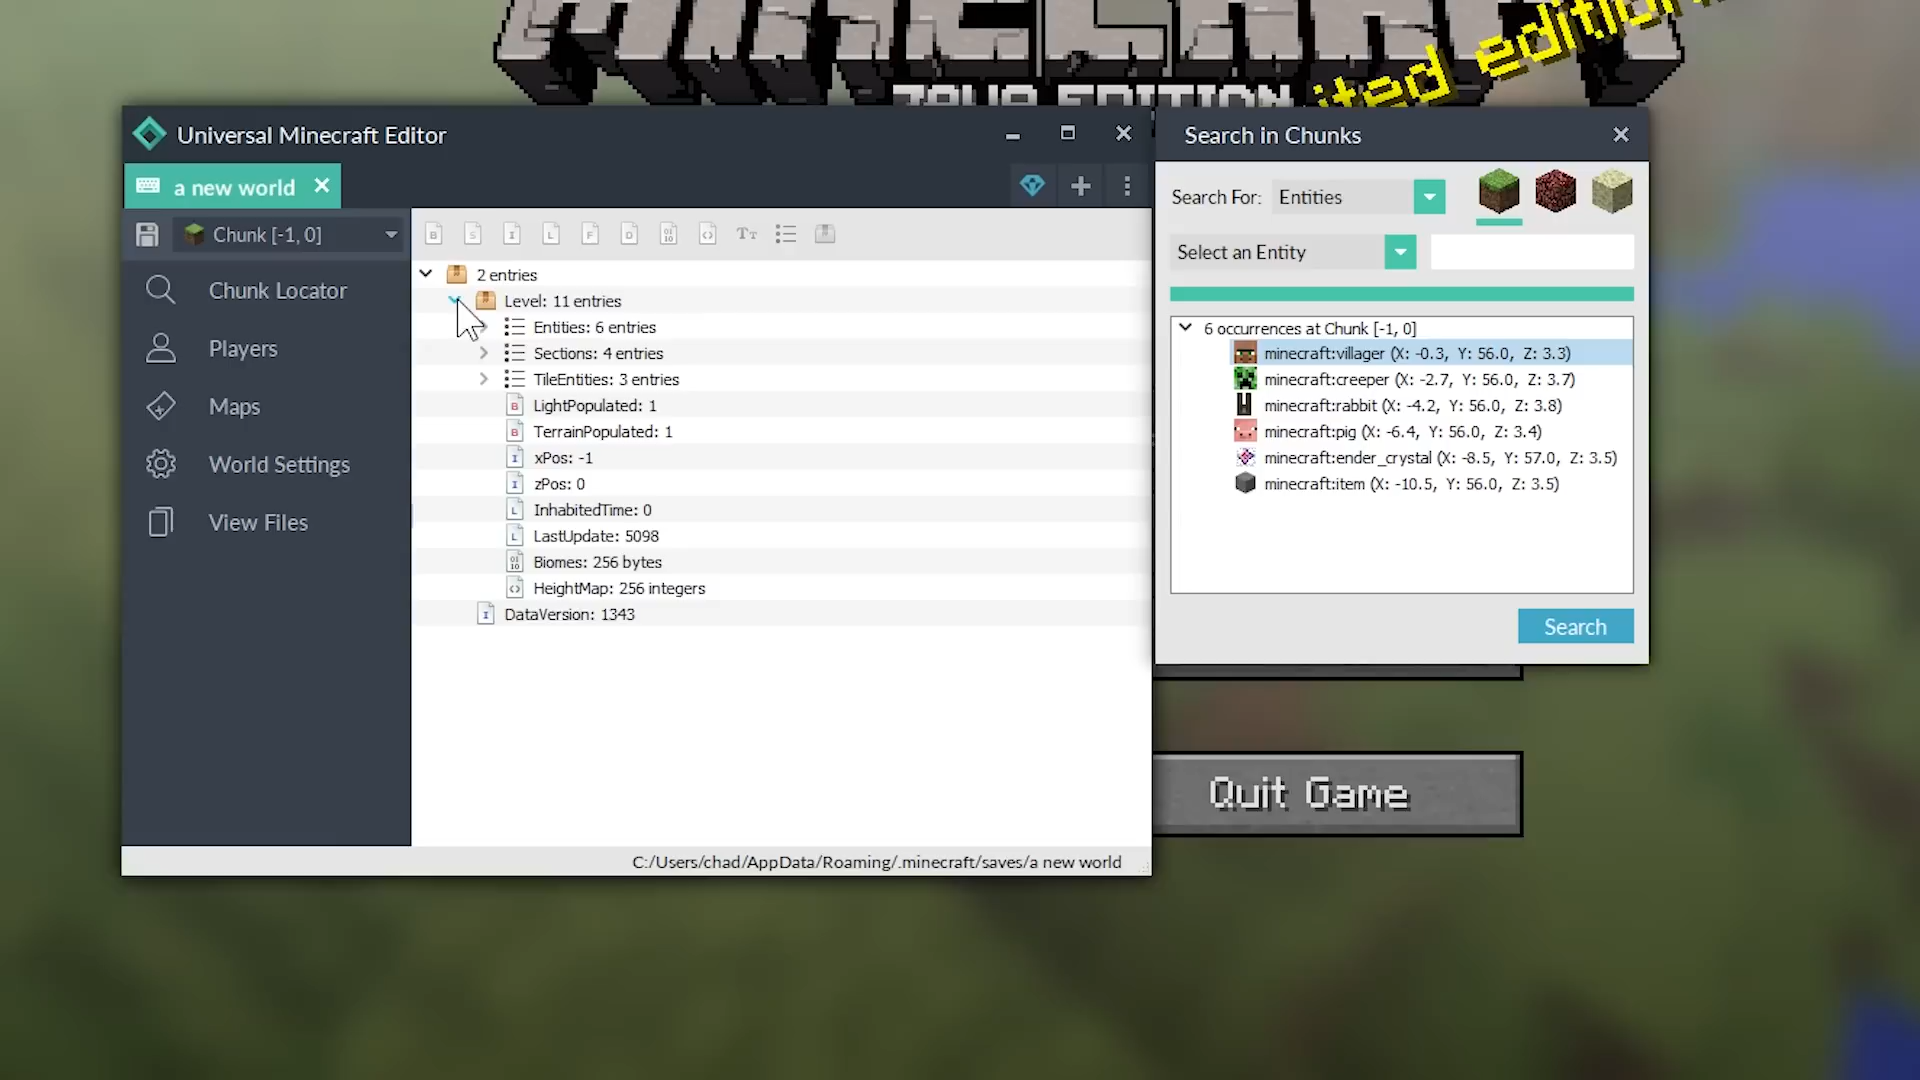 MINECRAFT
JAVA EDITION
ited edition
Universal Minecraft Editor
a new world
Chunk [-1, 0]
Chunk Locator
Players
Maps
World Settings
View Files
2 entries
Level: 11 entries
Entities: 6 entries
Sections: 4 entries
TileEntities: 3 entries
LightPopulated: 1
TerrainPopulated: 1
xPos: -1
zPos: 0
InhabitedTime: 0
LastUpdate: 5098
Biomes: 256 bytes
HeightMap: 256 integers
DataVersion: 1343
C:/Users/chad/AppData/Roaming/.minecraft/saves/a new world
Search in Chunks
Search For: Entities
Select an Entity
6 occurrences at Chunk [-1, 0]
minecraft:villager (X: -0.3, Y: 56.0, Z: 3.3)
minecraft:creeper (X: -2.7, Y: 56.0, Z: 3.7)
minecraft:rabbit (X: -4.2, Y: 56.0, Z: 3.8)
minecraft:pig (X: -6.4, Y: 56.0, Z: 3.4)
minecraft:ender_crystal (X: -8.5, Y: 57.0, Z: 3.5)
minecraft:item (X: -10.5, Y: 56.0, Z: 3.5)
Search
Quit Game